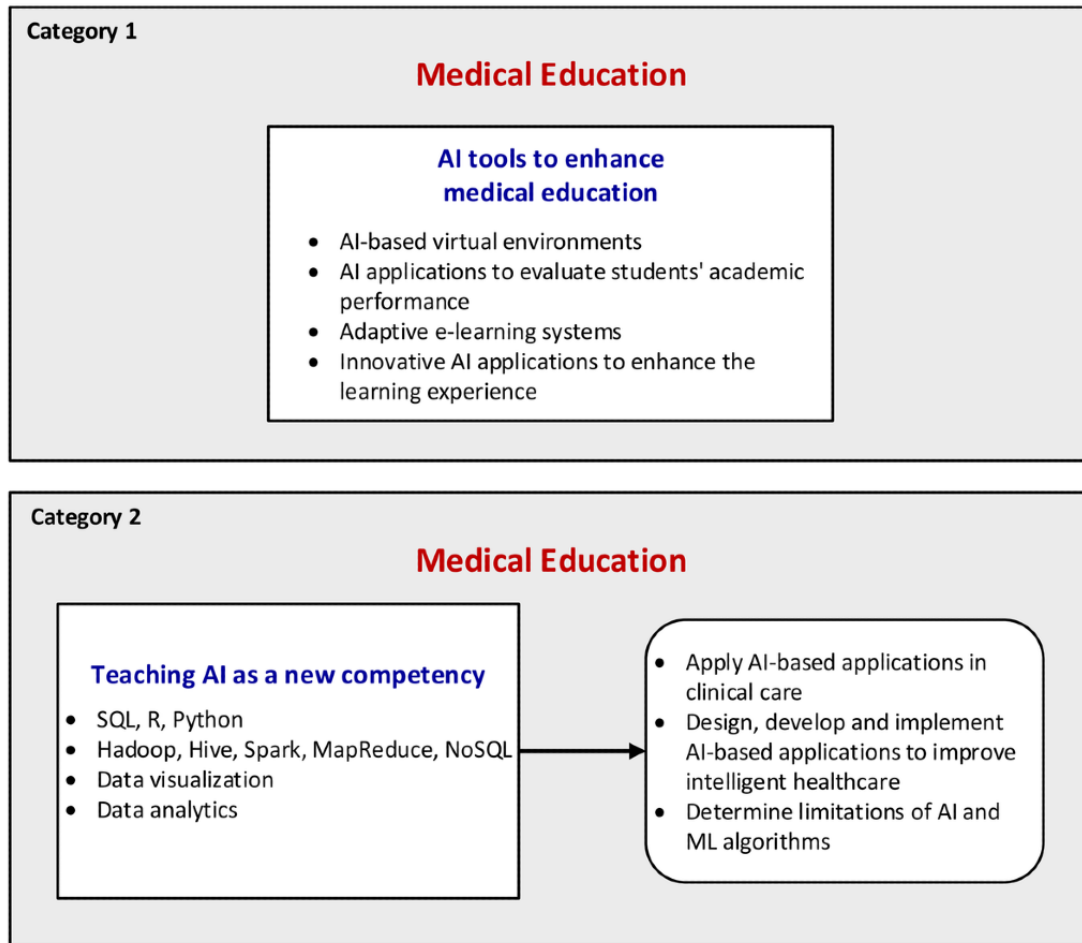 Category 1
Medical Education
AI tools to enhance
medical education
• AI-based virtual environments
• AI applications to evaluate students' academic
performance
• Adaptive e-learning systems
• Innovative AI applications to enhance the
learning experience
Category 2
Medical Education
Teaching AI as a new competency
• SQL, R, Python
• Hadoop, Hive, Spark, MapReduce, NoSQL
• Data visualization
• Data analytics
• Apply AI-based applications in
clinical care
• Design, develop and implement
AI-based applications to improve
intelligent healthcare
• Determine limitations of AI and
ML algorithms